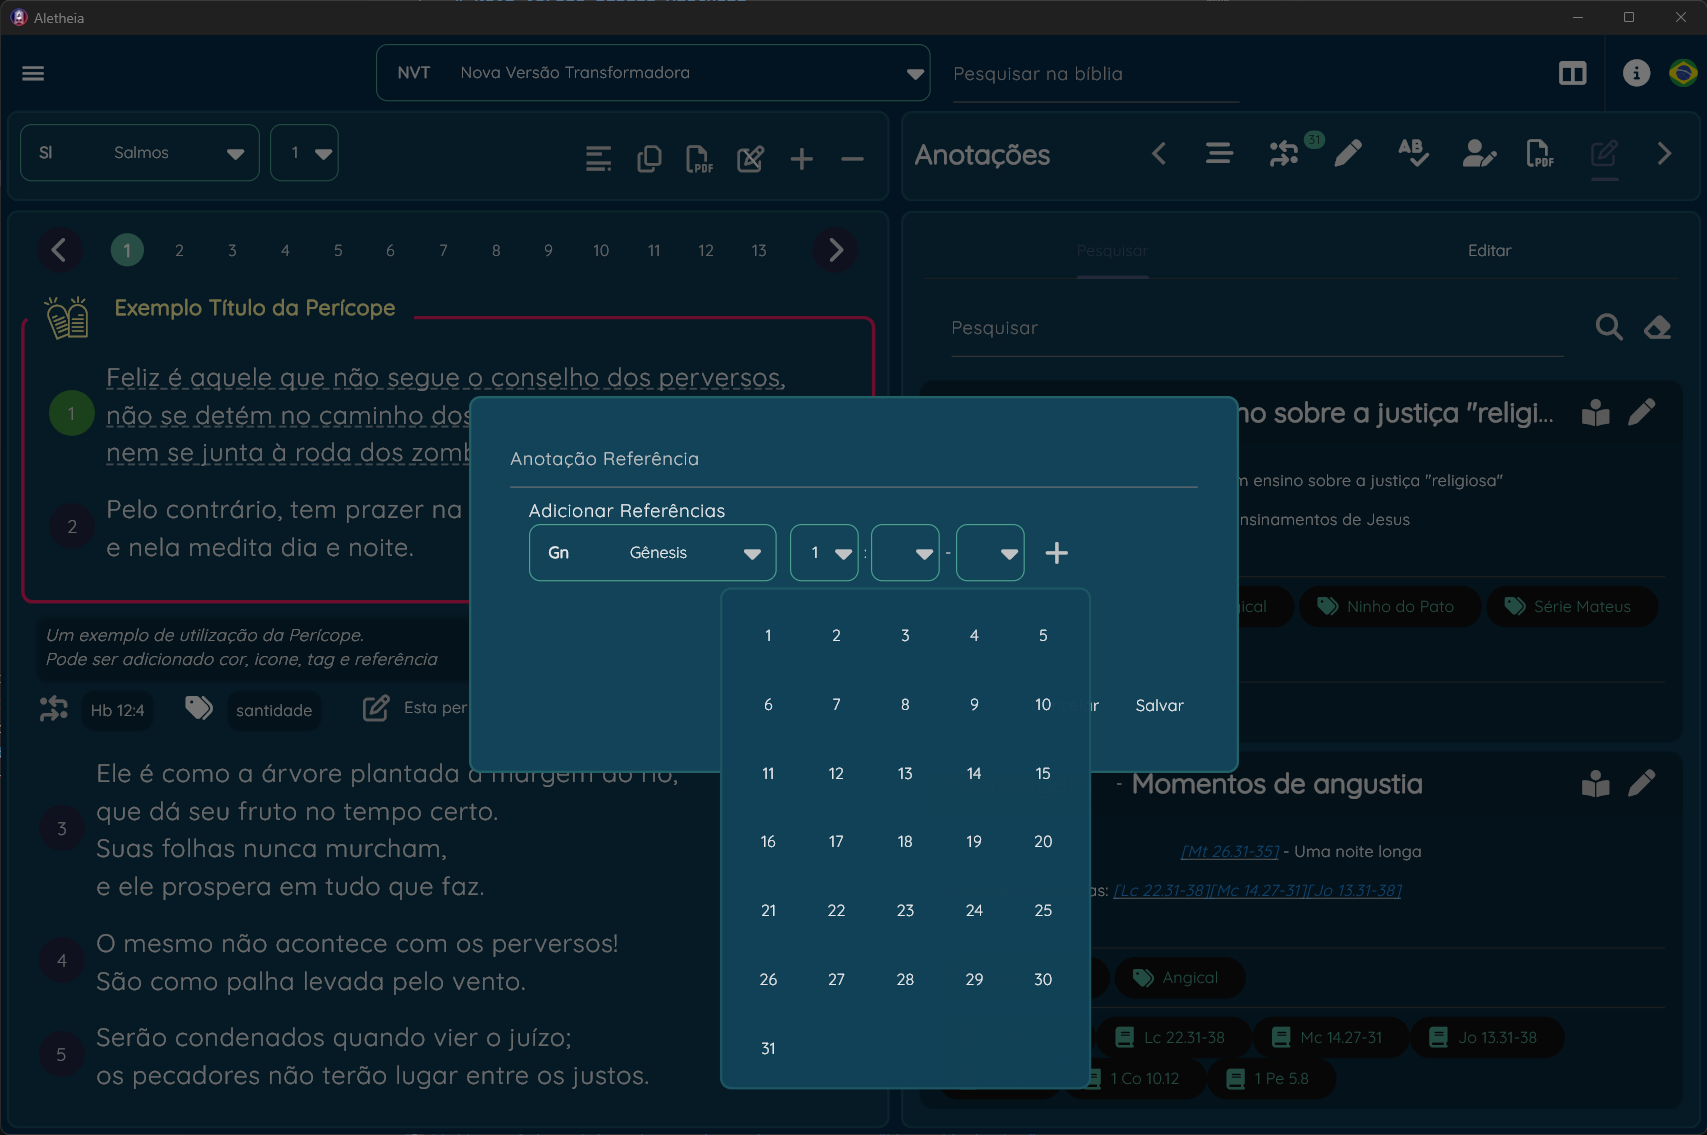 Aletheia
NVT Nova Versão Transformadora
Pesquisar na bíblia
Sl Salmos 1
Anotações 31
1 2 3 4 5 6 7 8 9 10 11 12 13
Exemplo Título da Perícope
Feliz é aquele que não segue o conselho dos perversos,
1 não se detém no caminho dos
nem se junta à roda dos
2 Pelo contrário, tem prazer na
e nela medita dia e noite.
Um exemplo de utilização da Perícope.
Pode ser adicionado cor, icone, tag e referência
Hb 12:4 santidade Esta
Ele é como a árvore plantada à margem do rio,
que dá seu fruto no tempo certo.
3 Suas folhas nunca murcham,
e ele prospera em tudo que faz.
4 O mesmo não acontece com os perversos!
São como palha levada pelo vento.
5 Serão condenados quando vier o juízo;
os pecadores não terão lugar entre os justos.
Anotação Referência
Adicionar Referências
Gn Gênesis 1 : -
1 2 3 4 5
6 7 8 9 10
11 12 13 14 15
16 17 18 19 20
21 22 23 24 25
26 27 28 29 30
31
Salvar
Pesquisar Editar
Pesquisar
sobre a justiça "religi...
ensino sobre a justiça "religiosa"
de Jesus
Ninho do Pato Série Mateus
- Momentos de angustia
[Mt 26.31-35] - Uma noite longa
[Lc 22.31-38][Mc 14.27-31][Jo 13.31-38]
Angical
Lc 22.31-38 Mc 14.27-31 Jo 13.31-38
1 Co 10.12 1 Pe 5.8